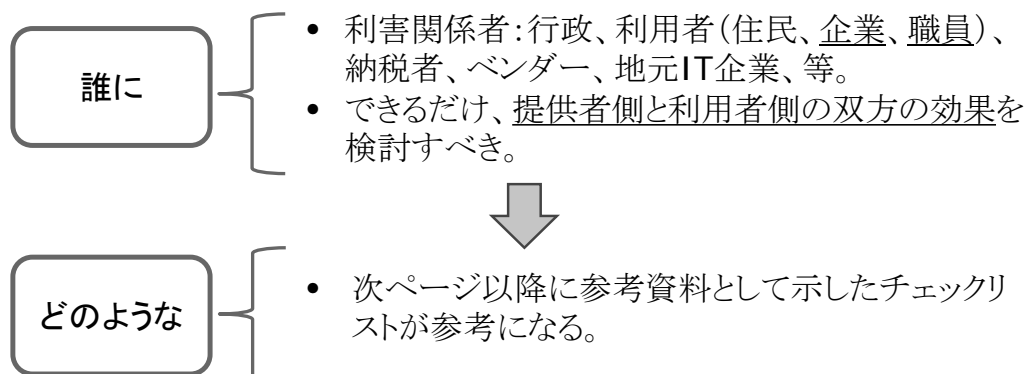 誰に
• 利害関係者：行政、利用者（住民、企業、職員）、
納税者、ベンダー、地元IT企業、等。
• できるだけ、提供者側と利用者側の双方の効果を
検討すべき。
どのような
• 次ページ以降に参考資料として示したチェックリ
ストが参考になる。